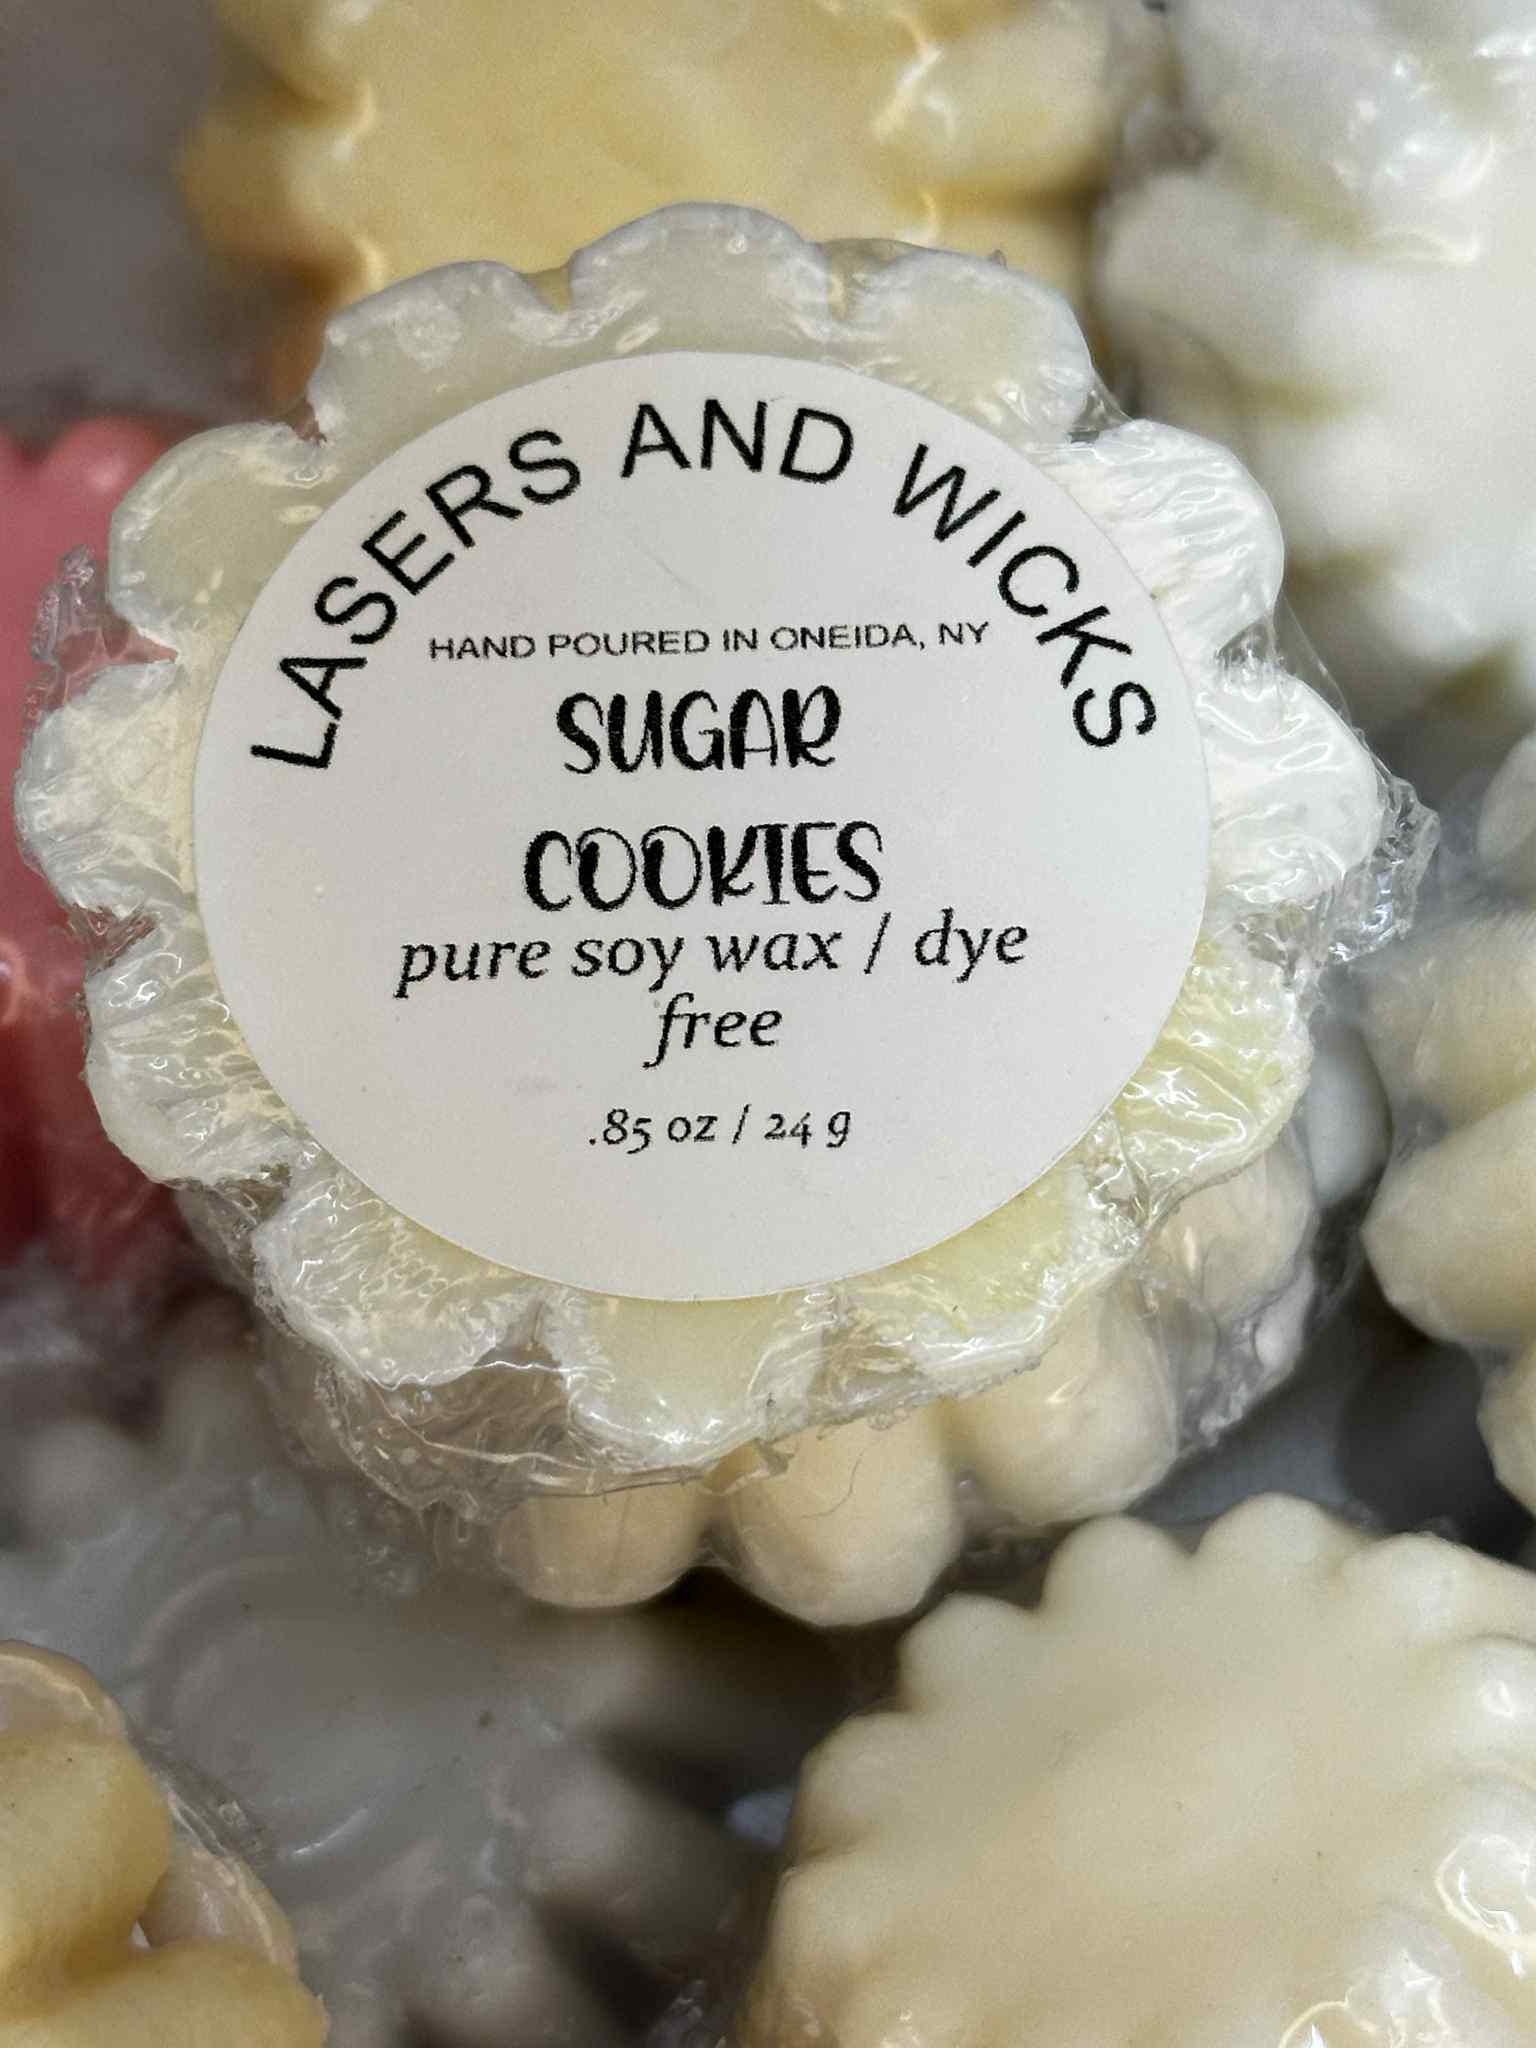 LASERS AND WICKS
HAND POURED IN ONEIDA, NY
SUGAR
COOKIES
pure soy wax / dye
free
.85 oz / 24 g